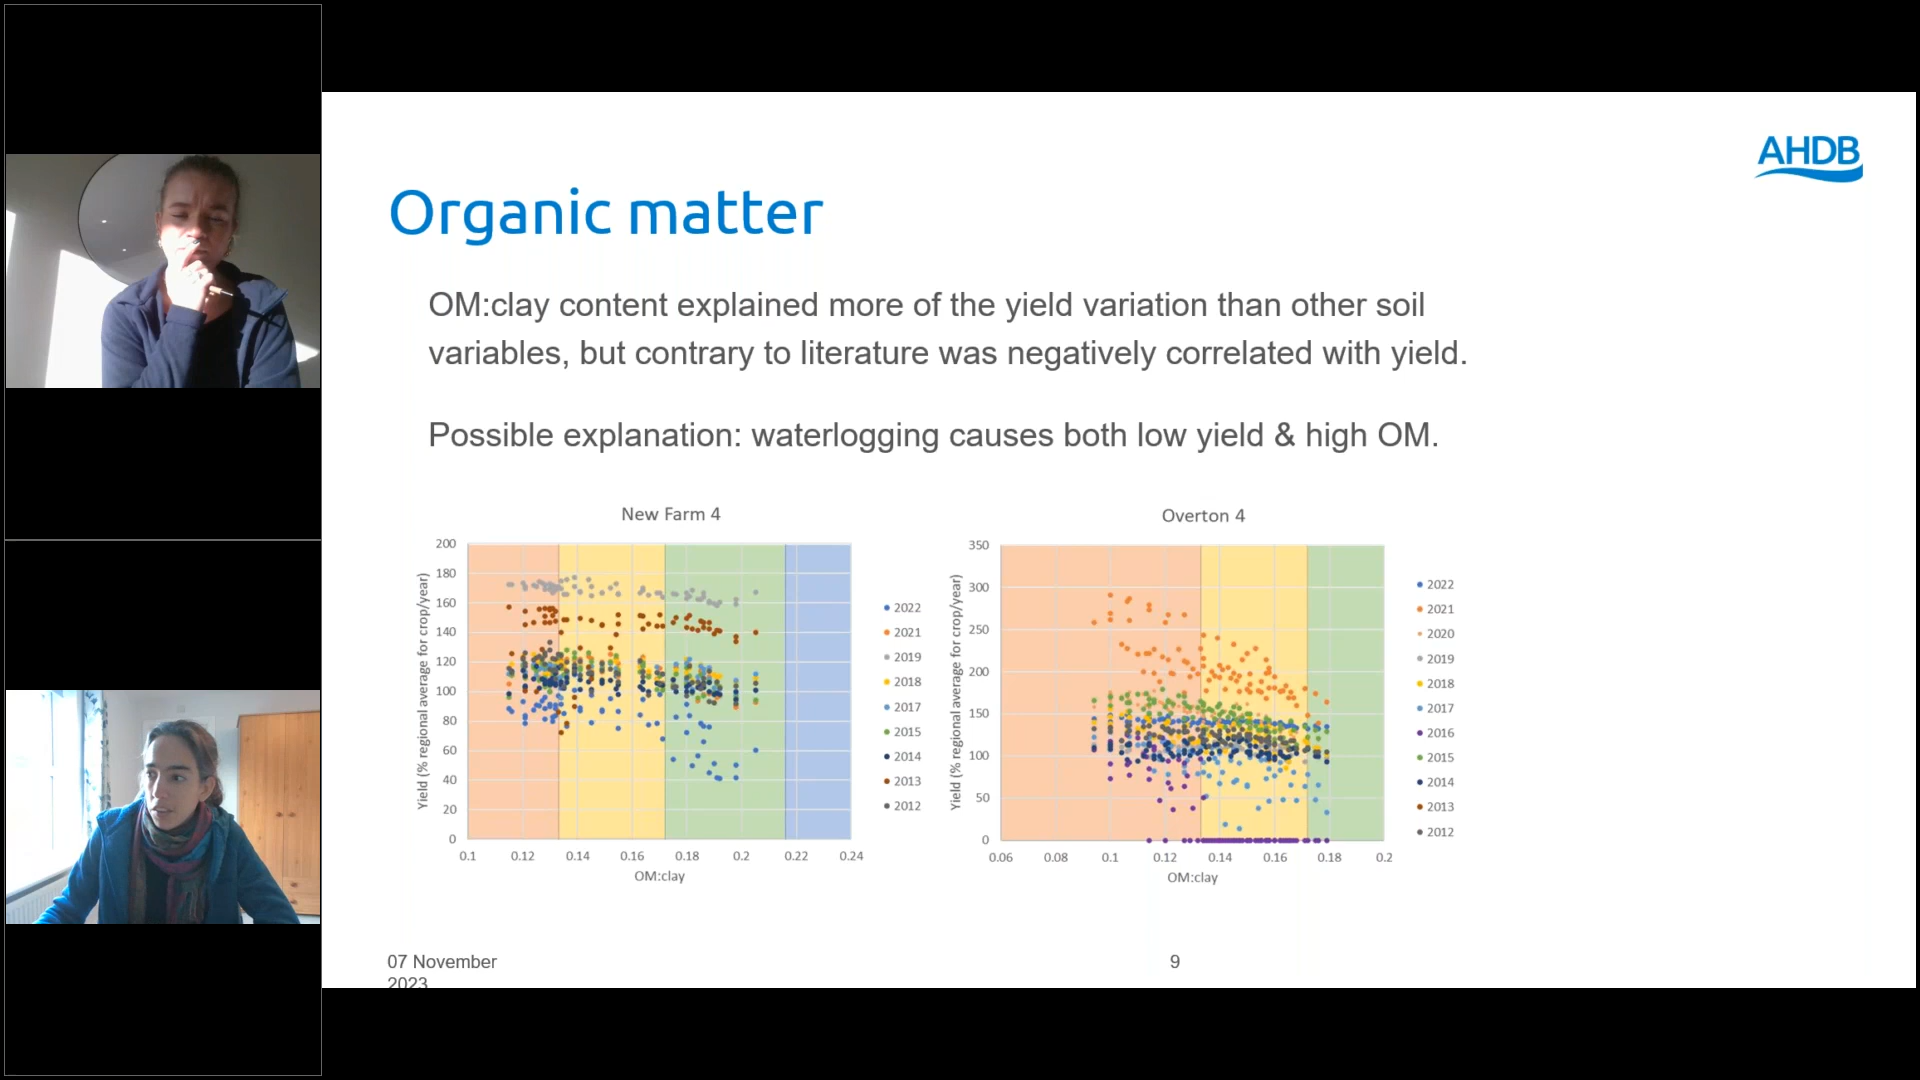 AHDB
Organic matter
OM:clay content explained more of the yield variation than other soil
variables, but contrary to literature was negatively correlated with yield.
Possible explanation: waterlogging causes both low yield & high OM.
New Farm 4
Yield (% regional average for crop/year)
200
180
160
140
120
100
80
60
40
20
0
0.1 0.12 0.14 0.16 0.18 0.2 0.22 0.24
OM:clay
2022
2021
2019
2018
2017
2015
2014
2013
2012
Overton 4
Yield (% regional average for crop/year)
350
300
250
200
150
100
50
0
0.06 0.08 0.1 0.12 0.14 0.16 0.18 0.2
OM:clay
2022
2021
2020
2019
2018
2017
2016
2015
2014
2013
2012
07 November
2023
9